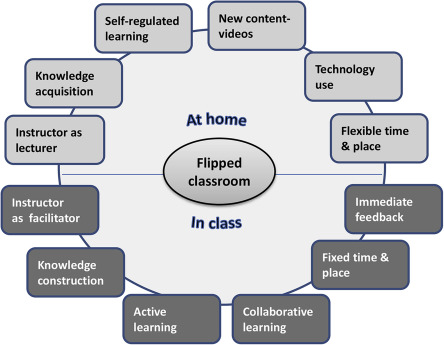 Self-regulated
learning
New content-
videos
Knowledge
acquisition
Technology
use
At home
Instructor as
lecturer
Flexible time
& place
Flipped
classroom
Instructor
as facilitator
In class
Immediate
feedback
Knowledge
construction
Fixed time &
place
Active
learning
Collaborative
learning